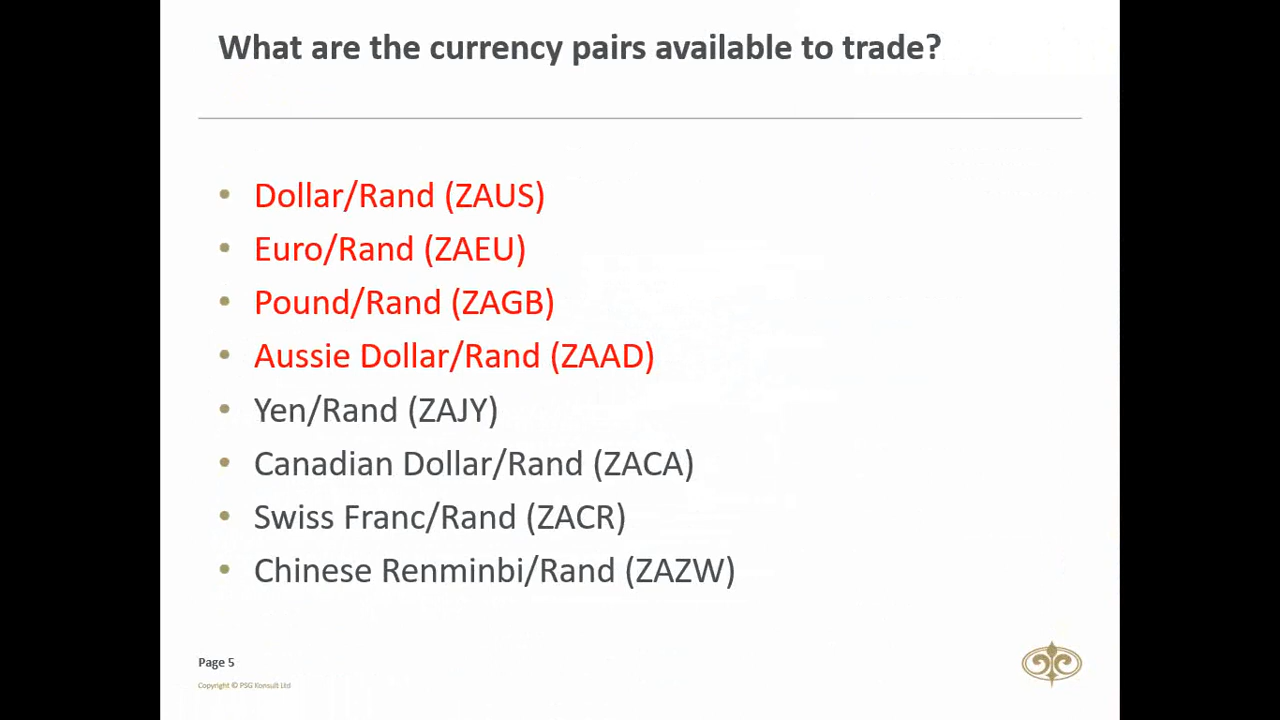 What are the currency pairs available to trade?
• Dollar/Rand (ZAUS)
• Euro/Rand (ZAEU)
• Pound/Rand (ZAGB)
• Aussie Dollar/Rand (ZAAD)
• Yen/Rand (ZAJY)
• Canadian Dollar/Rand (ZACA)
• Swiss Franc/Rand (ZACR)
• Chinese Renminbi/Rand (ZAZW)
Page 5
Copyright © PSG Konsult Ltd